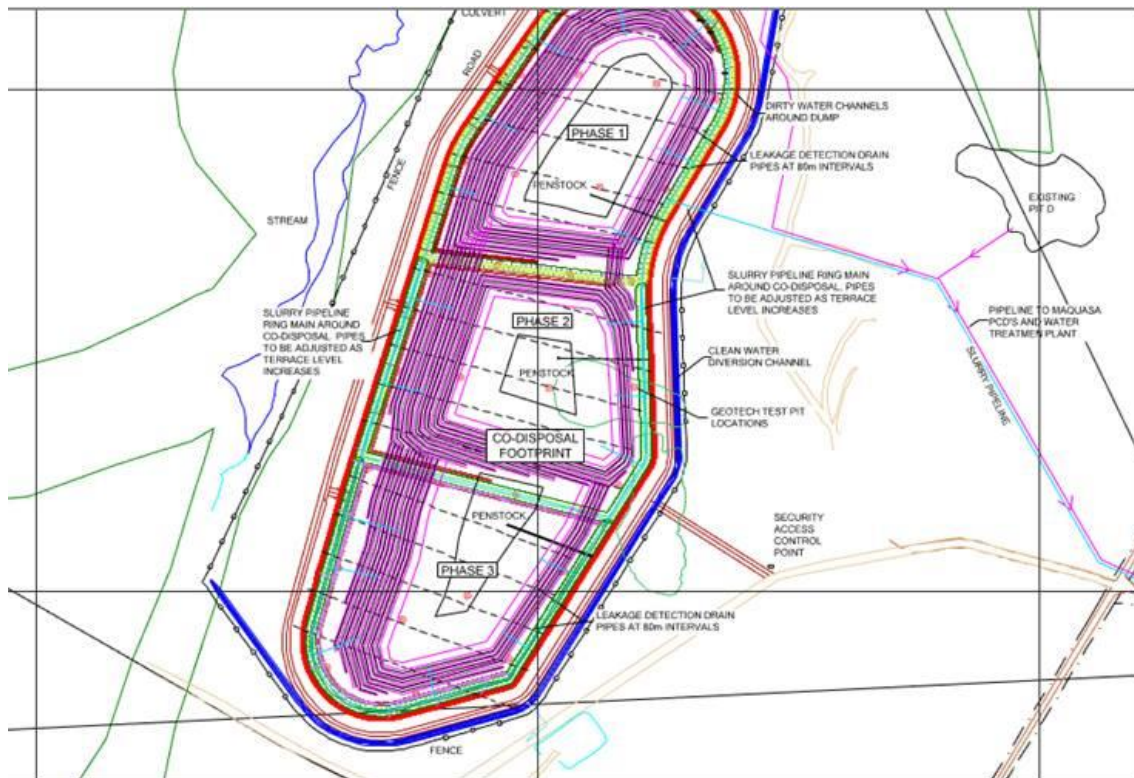 CULVERT
ROAD
FENCE
STREAM
PHASE 1
PENSTOCK
DIRTY WATER CHANNELS
AROUND DUMP
LEAKAGE DETECTION DRAIN
PIPES AT 80m INTERVALS
EXISTING
PIT D
SLURRY PIPELINE RING MAIN
AROUND CO-DISPOSAL. PIPES
TO BE ADJUSTED AS TERRACE
LEVEL INCREASES
SLURRY PIPELINE
RING MAIN AROUND
CO-DISPOSAL. PIPES
TO BE ADJUSTED AS
TERRACE LEVEL
INCREASES
PHASE 2
PENSTOCK
PIPELINE TO MAQUASA
PCD'S AND WATER
TREATMEN PLANT
SLURRY PIPELINE
CLEAN WATER
DIVERSION CHANNEL
GEOTECH TEST PIT
LOCATIONS
CO-DISPOSAL
FOOTPRINT
PENSTOCK
SECURITY
ACCESS
CONTROL
POINT
PHASE 3
LEAKAGE DETECTION DRAIN
PIPES AT 80m INTERVALS
FENCE